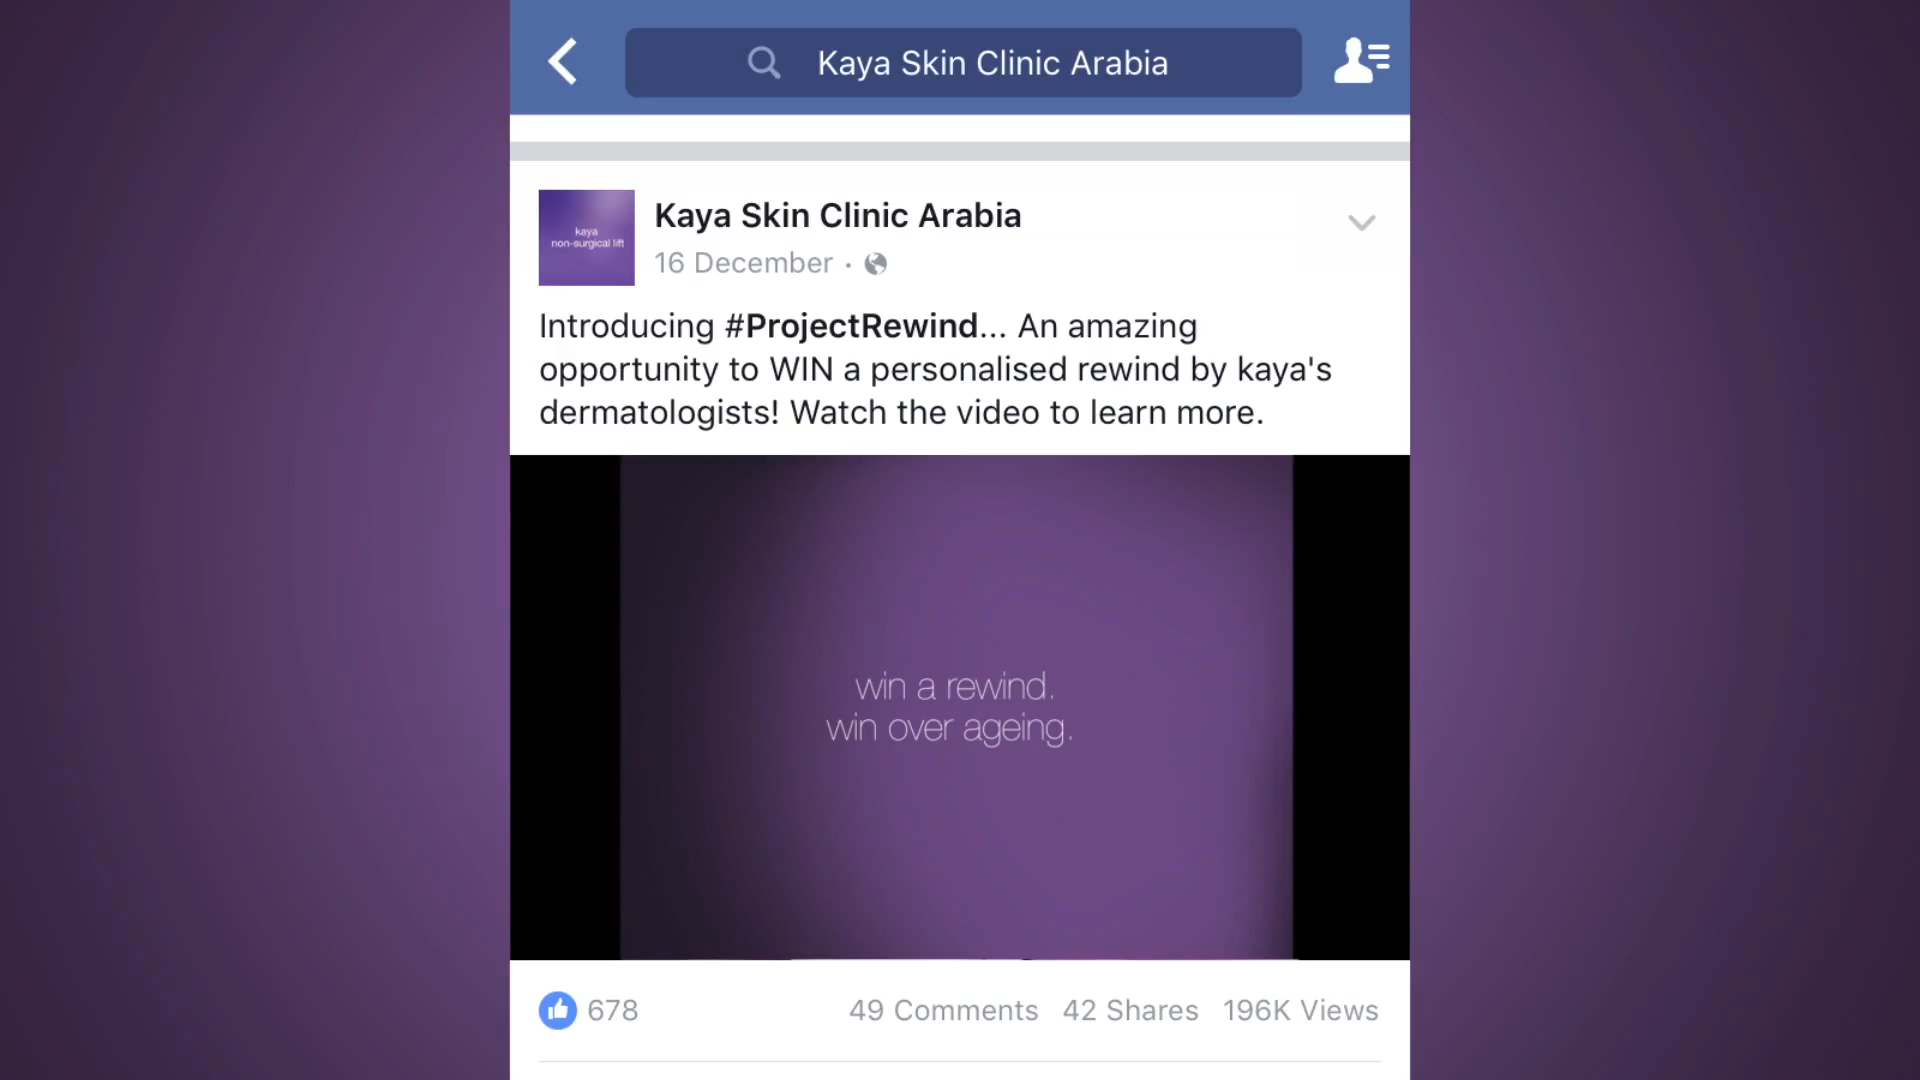 Kaya Skin Clinic Arabia
kaya
non-surgical lift
Kaya Skin Clinic Arabia
16 December ·
Introducing #ProjectRewind... An amazing
opportunity to WIN a personalised rewind by kaya's
dermatologists! Watch the video to learn more.
win a rewind.
win over ageing.
678 49 Comments 42 Shares 196K Views